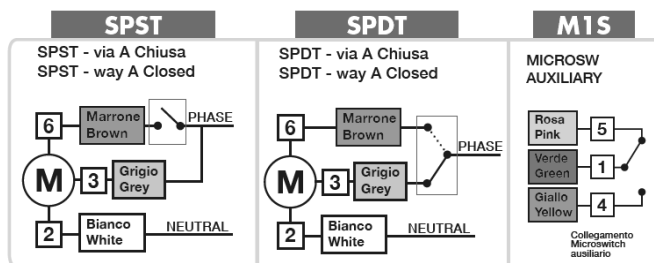 SPST
SPST - via A Chiusa
SPST - way A Closed
6
Marrone
Brown
PHASE
M
3
Grigio
Grey
2
Bianco
White
NEUTRAL
SPDT
SPDT - via A Chiusa
SPDT - way A Closed
6
Marrone
Brown
PHASE
M
3
Grigio
Grey
2
Bianco
White
NEUTRAL
M1S
MICROSW
AUXILIARY
Rosa
Pink
5
Verde
Green
1
Giallo
Yellow
4
Collegamento
Microswitch
ausiliario